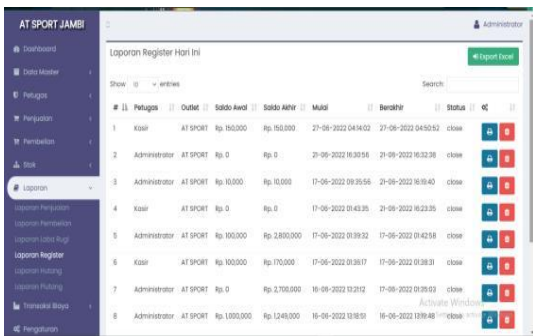 AT SPORT JAMBI
Administrator
Dashboard
Data Master
Petugas
Penjualan
Pembelian
Stok
Laporan
Laporan Penjualan
Laporan Pembelian
Laporan Laba Rugi
Laporan Register
Laporan Hutang
Laporan Piutang
Transaksi Biaya
Pengaturan
Laporan Register Hari Ini
Export Excel
Show 10 entries
Search:
# Petugas Outlet Saldo Awal Saldo Akhir Mulai Berakhir Status
1 Kasir AT SPORT Rp. 150,000 Rp. 150,000 27-06-2022 04:14:02 27-06-2022 04:50:52 close
2 Administrator AT SPORT Rp. 0 Rp. 0 21-06-2022 16:30:56 21-06-2022 16:32:36 close
3 Administrator AT SPORT Rp. 10,000 Rp. 10,000 17-06-2022 09:35:56 21-06-2022 16:19:40 close
4 Kasir AT SPORT Rp. 0 Rp. 0 17-06-2022 01:43:35 21-06-2022 16:23:35 close
5 Administrator AT SPORT Rp. 100,000 Rp. 2,800,000 17-06-2022 01:39:32 17-06-2022 01:42:58 close
6 Kasir AT SPORT Rp. 100,000 Rp. 170,000 17-06-2022 01:36:17 17-06-2022 01:38:31 close
7 Administrator AT SPORT Rp. 0 Rp. 2,700,000 16-06-2022 13:21:12 17-06-2022 01:35:03 close
Activate Windows
8 Administrator AT SPORT Rp. 1,000,000 Rp. 1,249,000 16-06-2022 13:18:51 16-06-2022 13:19:48 close